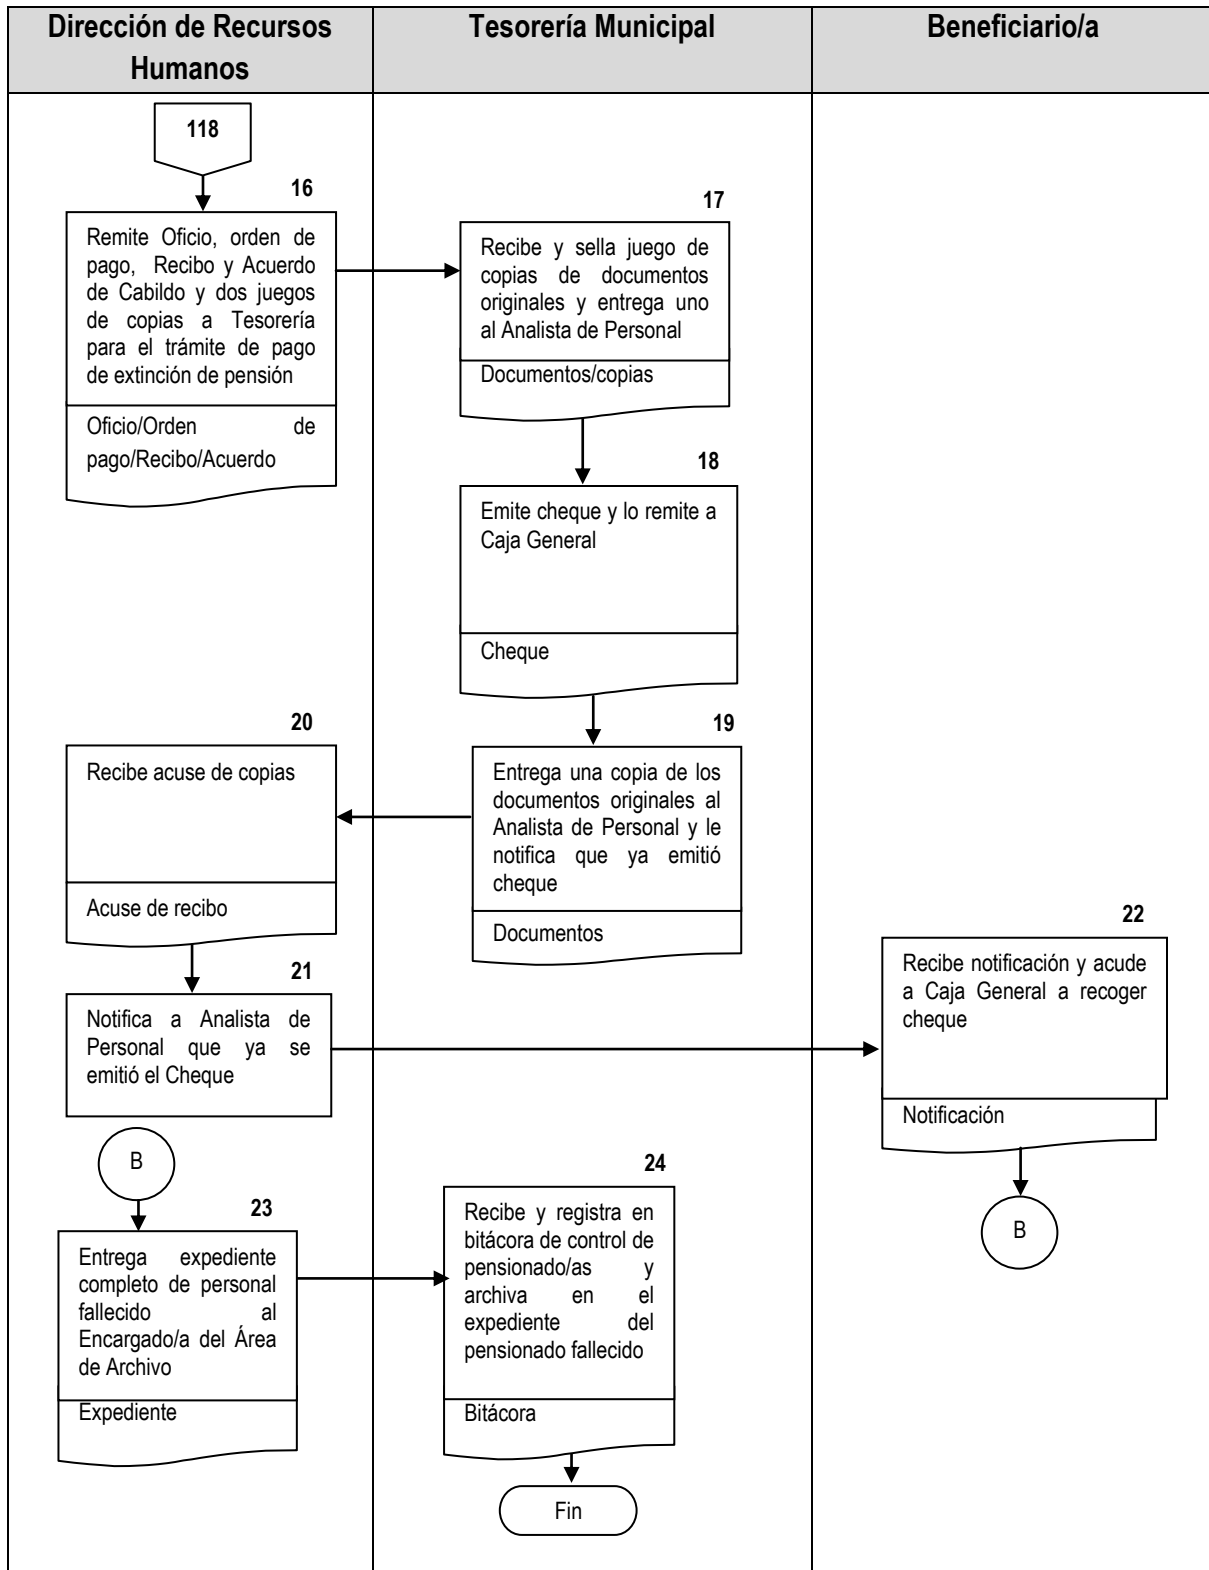 Dirección de Recursos
Humanos
Tesorería Municipal
Beneficiario/a
118
16
Remite Oficio, orden de
pago, Recibo y Acuerdo
de Cabildo y dos juegos
de copias a Tesorería
para el trámite de pago
de extinción de pensión
Oficio/Orden de
pago/Recibo/Acuerdo
17
Recibe y sella juego de
copias de documentos
originales y entrega uno
al Analista de Personal
Documentos/copias
18
Emite cheque y lo remite a
Caja General
Cheque
19
Entrega una copia de los
documentos originales al
Analista de Personal y le
notifica que ya emitió
cheque
Documentos
20
Recibe acuse de copias
Acuse de recibo
21
Notifica a Analista de
Personal que ya se
emitió el Cheque
22
Recibe notificación y acude
a Caja General a recoger
cheque
Notificación
B
B
23
Entrega expediente
completo de personal
fallecido al
Encargado/a del Área
de Archivo
Expediente
24
Recibe y registra en
bitácora de control de
pensionado/as y
archiva en el
expediente del
pensionado fallecido
Bitácora
Fin